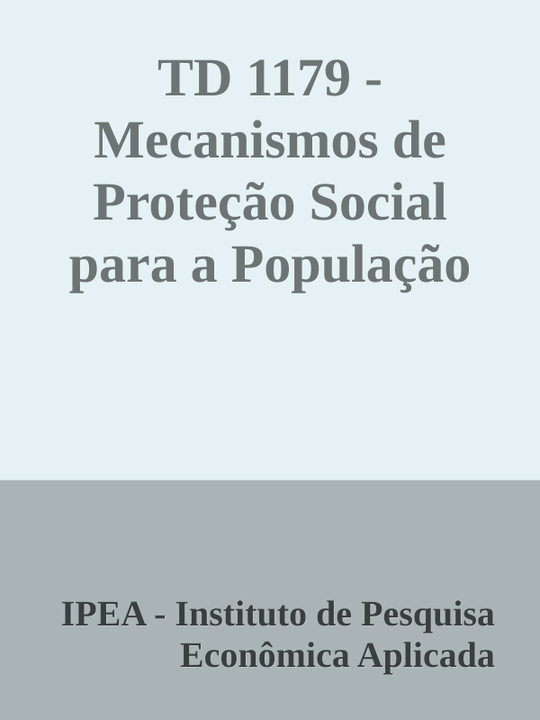 TD 1179 -
Mecanismos de
Proteção Social
para a População
IPEA - Instituto de Pesquisa
Econômica Aplicada